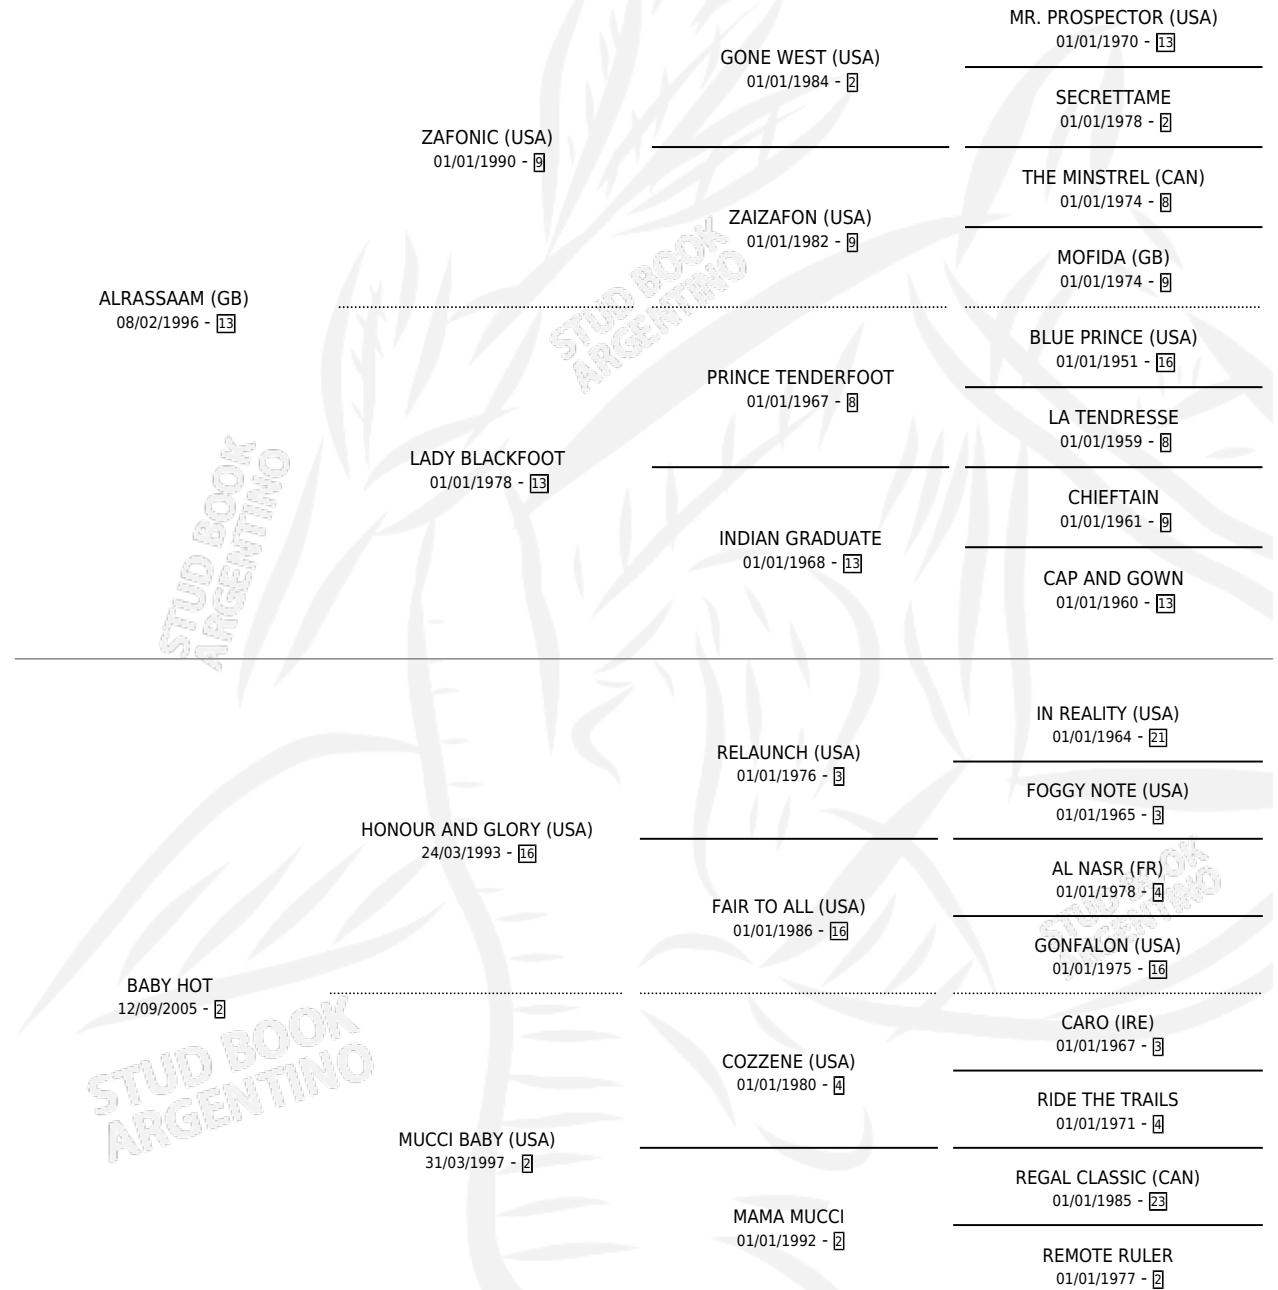 MR. PROSPECTOR (USA)
01/01/1970 - 13
GONE WEST (USA)
01/01/1984 - 2
SECRETTAME
01/01/1978 - 2
ZAFONIC (USA)
01/01/1990 - 9
THE MINSTREL (CAN)
01/01/1974 - 8
ZAIZAFON (USA)
01/01/1982 - 9
MOFIDA (GB)
01/01/1974 - 9
ALRASSAAM (GB)
08/02/1996 - 13
BLUE PRINCE (USA)
01/01/1951 - 16
PRINCE TENDERFOOT
01/01/1967 - 8
LA TENDRESSE
01/01/1959 - 8
LADY BLACKFOOT
01/01/1978 - 13
CHIEFTAIN
01/01/1961 - 9
INDIAN GRADUATE
01/01/1968 - 13
CAP AND GOWN
01/01/1960 - 13
IN REALITY (USA)
01/01/1964 - 21
RELAUNCH (USA)
01/01/1976 - 3
FOGGY NOTE (USA)
01/01/1965 - 3
HONOUR AND GLORY (USA)
24/03/1993 - 16
AL NASR (FR)
01/01/1978 - 4
FAIR TO ALL (USA)
01/01/1986 - 16
GONFALON (USA)
01/01/1975 - 16
BABY HOT
12/09/2005 - 2
CARO (IRE)
01/01/1967 - 3
COZZENE (USA)
01/01/1980 - 4
RIDE THE TRAILS
01/01/1971 - 4
MUCCI BABY (USA)
31/03/1997 - 2
REGAL CLASSIC (CAN)
01/01/1985 - 23
MAMA MUCCI
01/01/1992 - 2
REMOTE RULER
01/01/1977 - 2
STUD BOOK
ARGENTINO
STUD BOOK
ARGENTINO
STUD BOOK
ARGENTINO
STUD BOOK
ARGENTINO